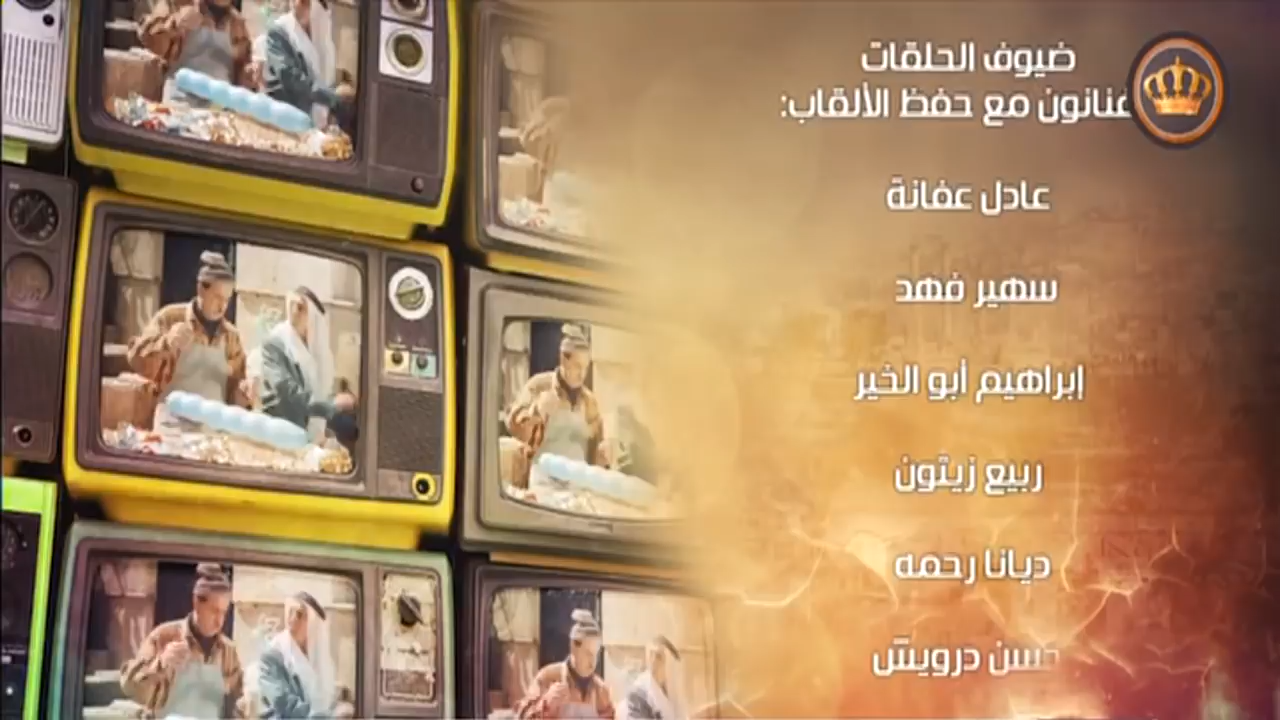 ضيوف الحلقات
فنانون مع حفظ الألقاب:
عادل عفانة
سهير فهد
إبراهيم أبو الخير
ربيع زيتون
ديانا رحمه
حسن درويش